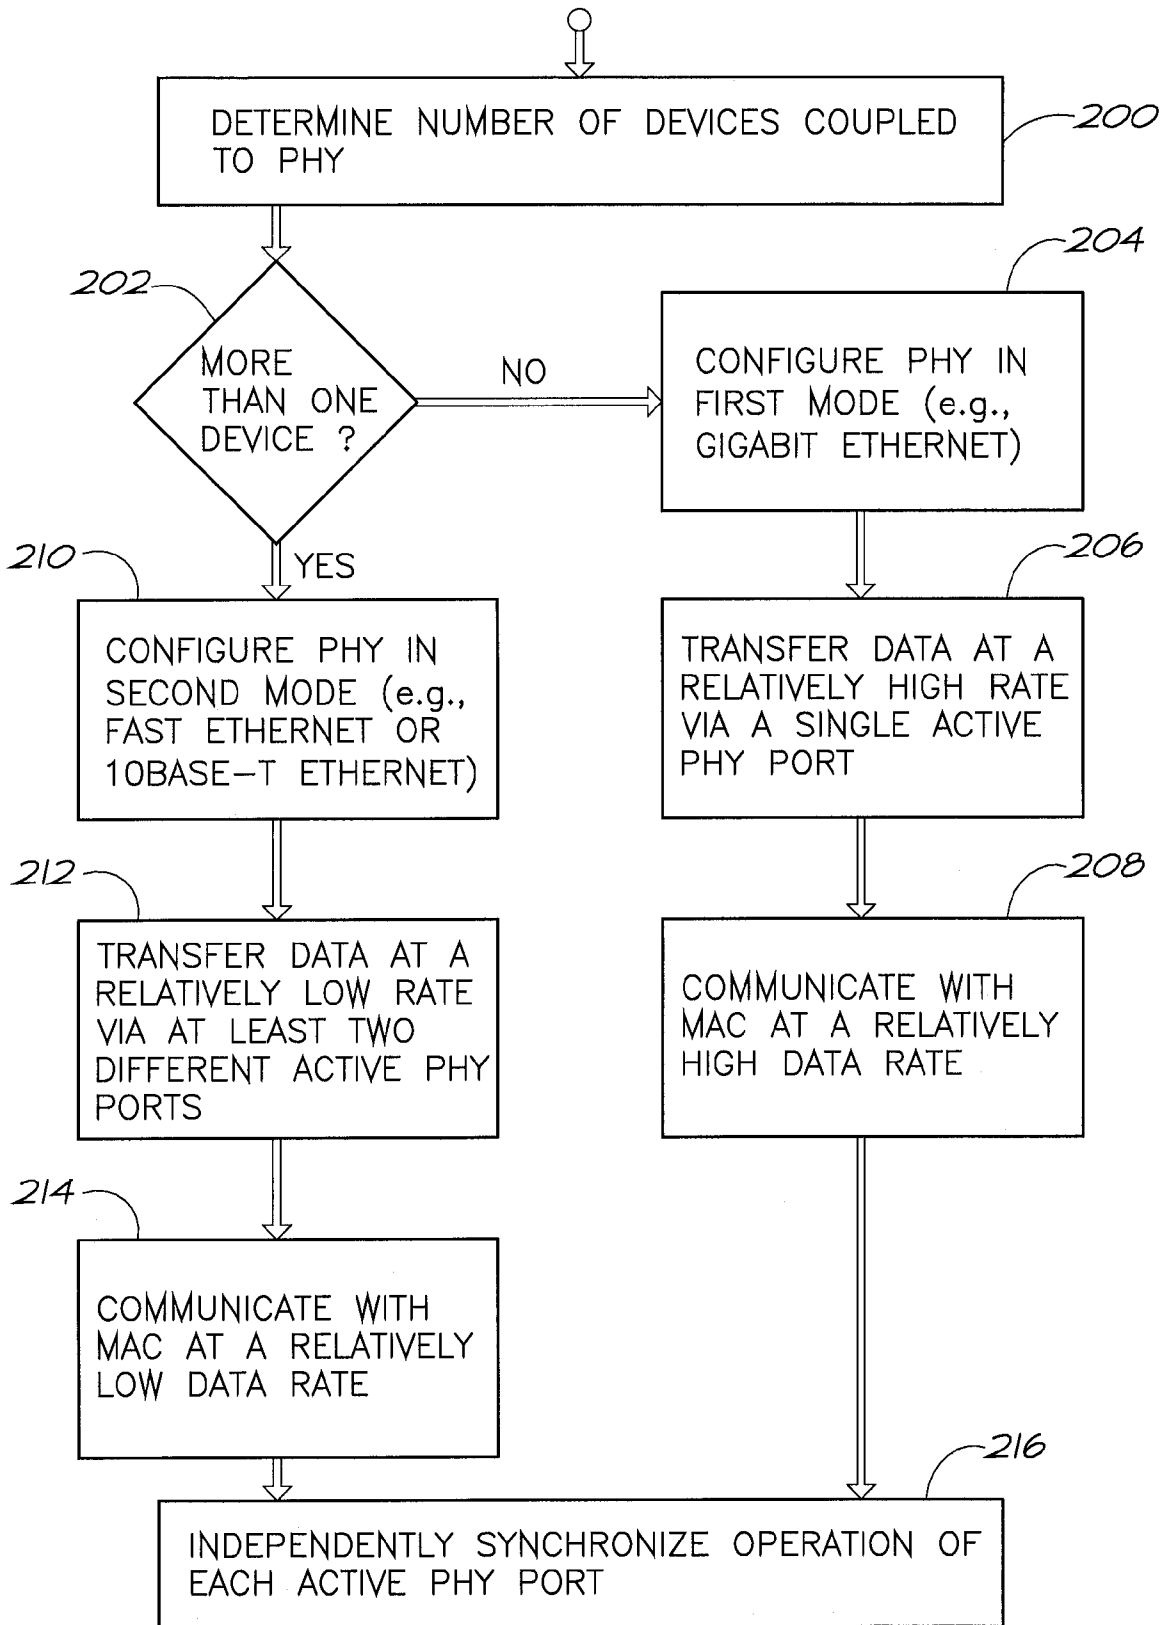 DETERMINE NUMBER OF DEVICES COUPLED
TO PHY
200
202
MORE
THAN ONE
DEVICE ?
NO
204
CONFIGURE PHY IN
FIRST MODE (e.g.,
GIGABIT ETHERNET)
YES
210
CONFIGURE PHY IN
SECOND MODE (e.g.,
FAST ETHERNET OR
10BASE-T ETHERNET)
206
TRANSFER DATA AT A
RELATIVELY HIGH RATE
VIA A SINGLE ACTIVE
PHY PORT
212
TRANSFER DATA AT A
RELATIVELY LOW RATE
VIA AT LEAST TWO
DIFFERENT ACTIVE PHY
PORTS
208
COMMUNICATE WITH
MAC AT A RELATIVELY
HIGH DATA RATE
214
COMMUNICATE WITH
MAC AT A RELATIVELY
LOW DATA RATE
216
INDEPENDENTLY SYNCHRONIZE OPERATION OF
EACH ACTIVE PHY PORT